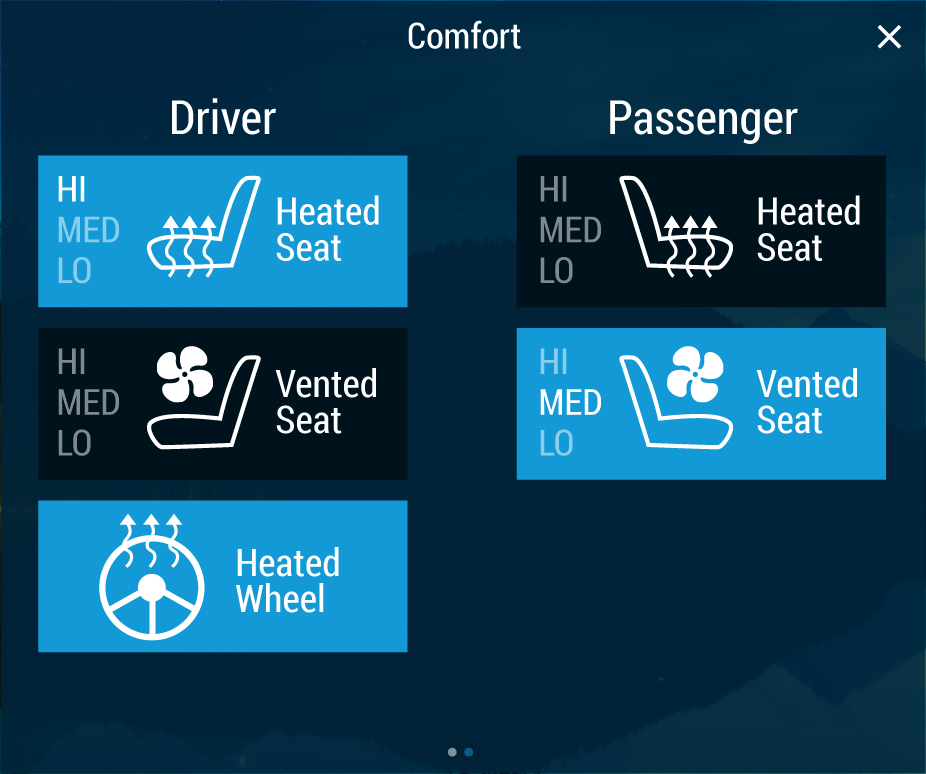 Comfort
Driver
HI
MED
LO
Heated
Seat
HI
MED
LO
Vented
Seat
Heated
Wheel
Passenger
HI
MED
LO
Heated
Seat
HI
MED
LO
Vented
Seat